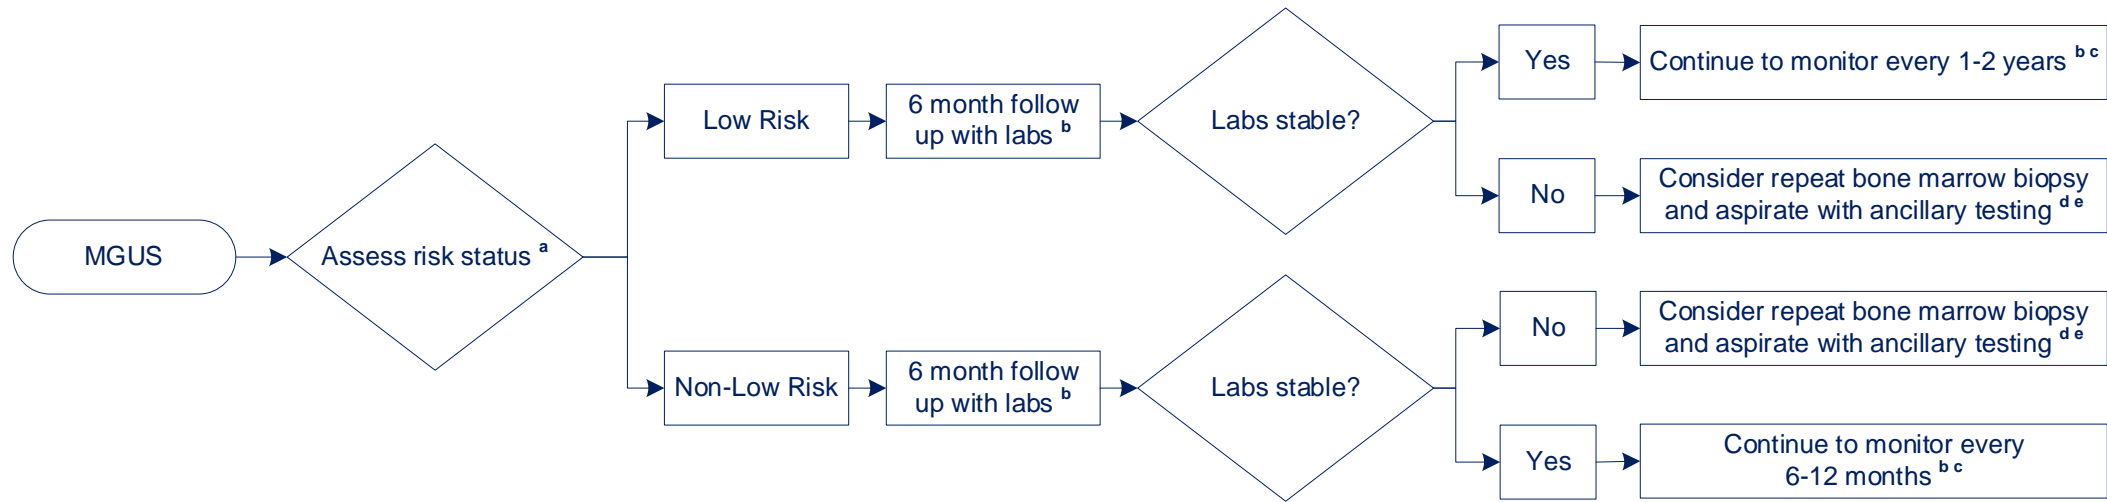 MGUS
Assess risk status a
Low Risk
6 month follow
up with labs b
Labs stable?
Yes
Continue to monitor every 1-2 years b c
No
Consider repeat bone marrow biopsy
and aspirate with ancillary testing d e
Non-Low Risk
6 month follow
up with labs b
Labs stable?
No
Consider repeat bone marrow biopsy
and aspirate with ancillary testing d e
Yes
Continue to monitor every
6-12 months b c